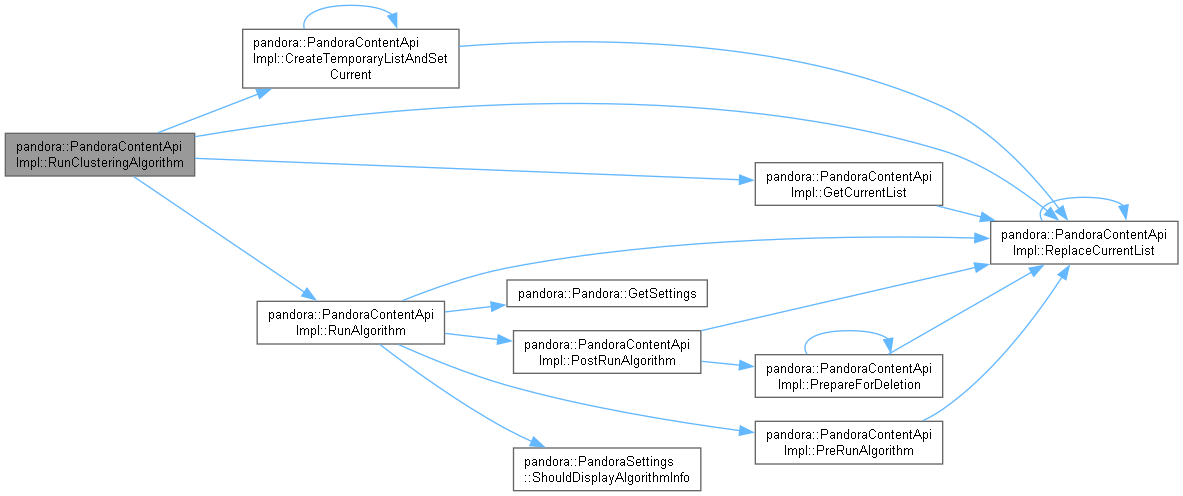 pandora::PandoraContentApi
Impl::CreateTemporaryListAndSet
Current
pandora::PandoraContentApi
Impl::RunClusteringAlgorithm
pandora::PandoraContentApi
Impl::GetCurrentList
pandora::PandoraContentApi
Impl::ReplaceCurrentList
pandora::Pandora::GetSettings
pandora::PandoraContentApi
Impl::RunAlgorithm
pandora::PandoraContentApi
Impl::PostRunAlgorithm
pandora::PandoraContentApi
Impl::PrepareForDeletion
pandora::PandoraContentApi
Impl::PreRunAlgorithm
pandora::PandoraSettings
::ShouldDisplayAlgorithmInfo